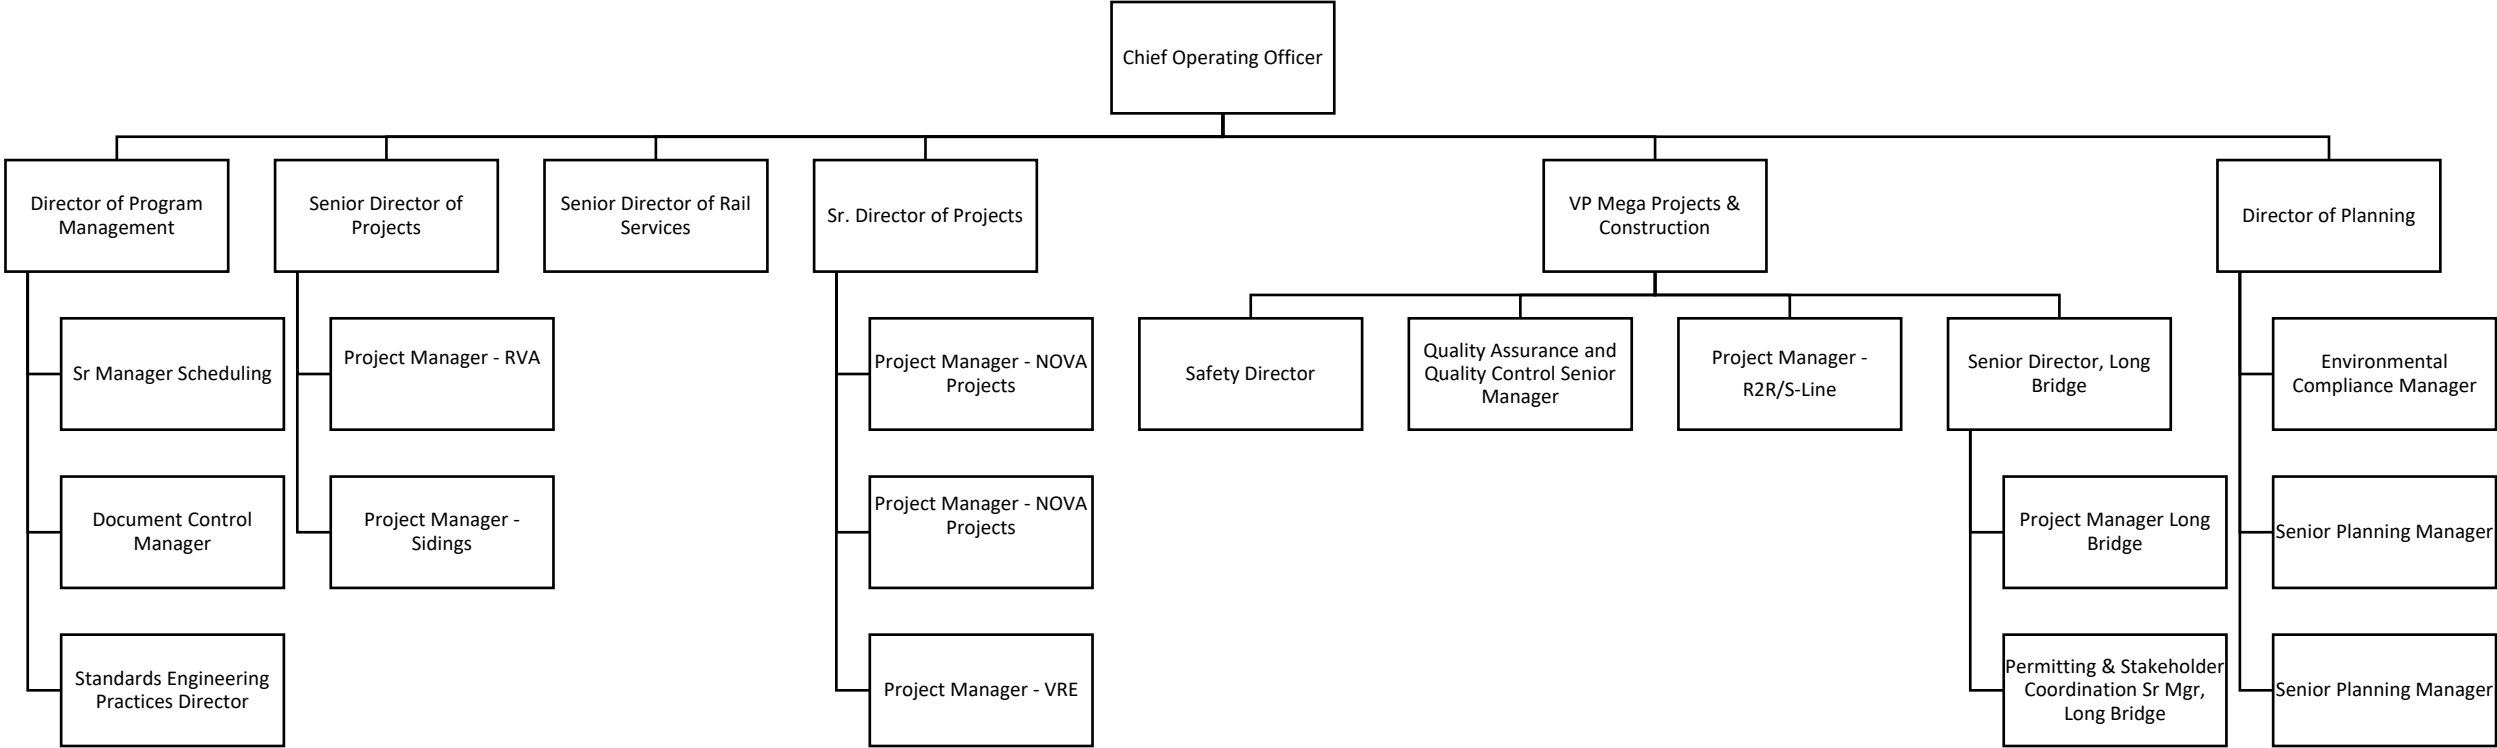 Chief Operating Officer
Director of Program
Management
Senior Director of
Projects
Senior Director of Rail
Services
Sr. Director of Projects
VP Mega Projects &
Construction
Director of Planning
Sr Manager Scheduling
Document Control
Manager
Standards Engineering
Practices Director
Project Manager - RVA
Project Manager -
Sidings
Project Manager - NOVA
Projects
Project Manager - NOVA
Projects
Project Manager - VRE
Safety Director
Quality Assurance and
Quality Control Senior
Manager
Project Manager -
R2R/S-Line
Senior Director, Long
Bridge
Project Manager Long
Bridge
Permitting & Stakeholder
Coordination Sr Mgr,
Long Bridge
Environmental
Compliance Manager
Senior Planning Manager
Senior Planning Manager